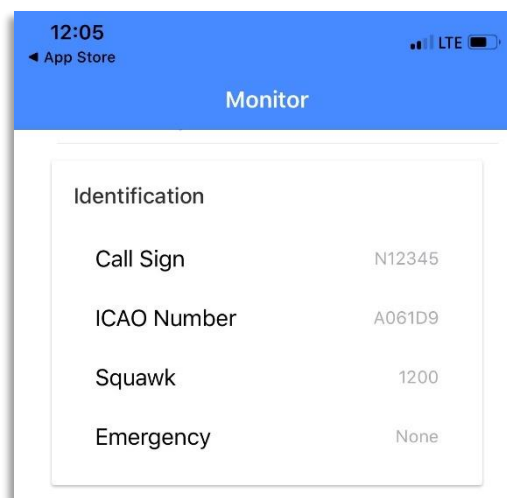 12:05
LTE
◄ App Store
Monitor
Identification
Call Sign N12345
ICAO Number A061D9
Squawk 1200
Emergency None